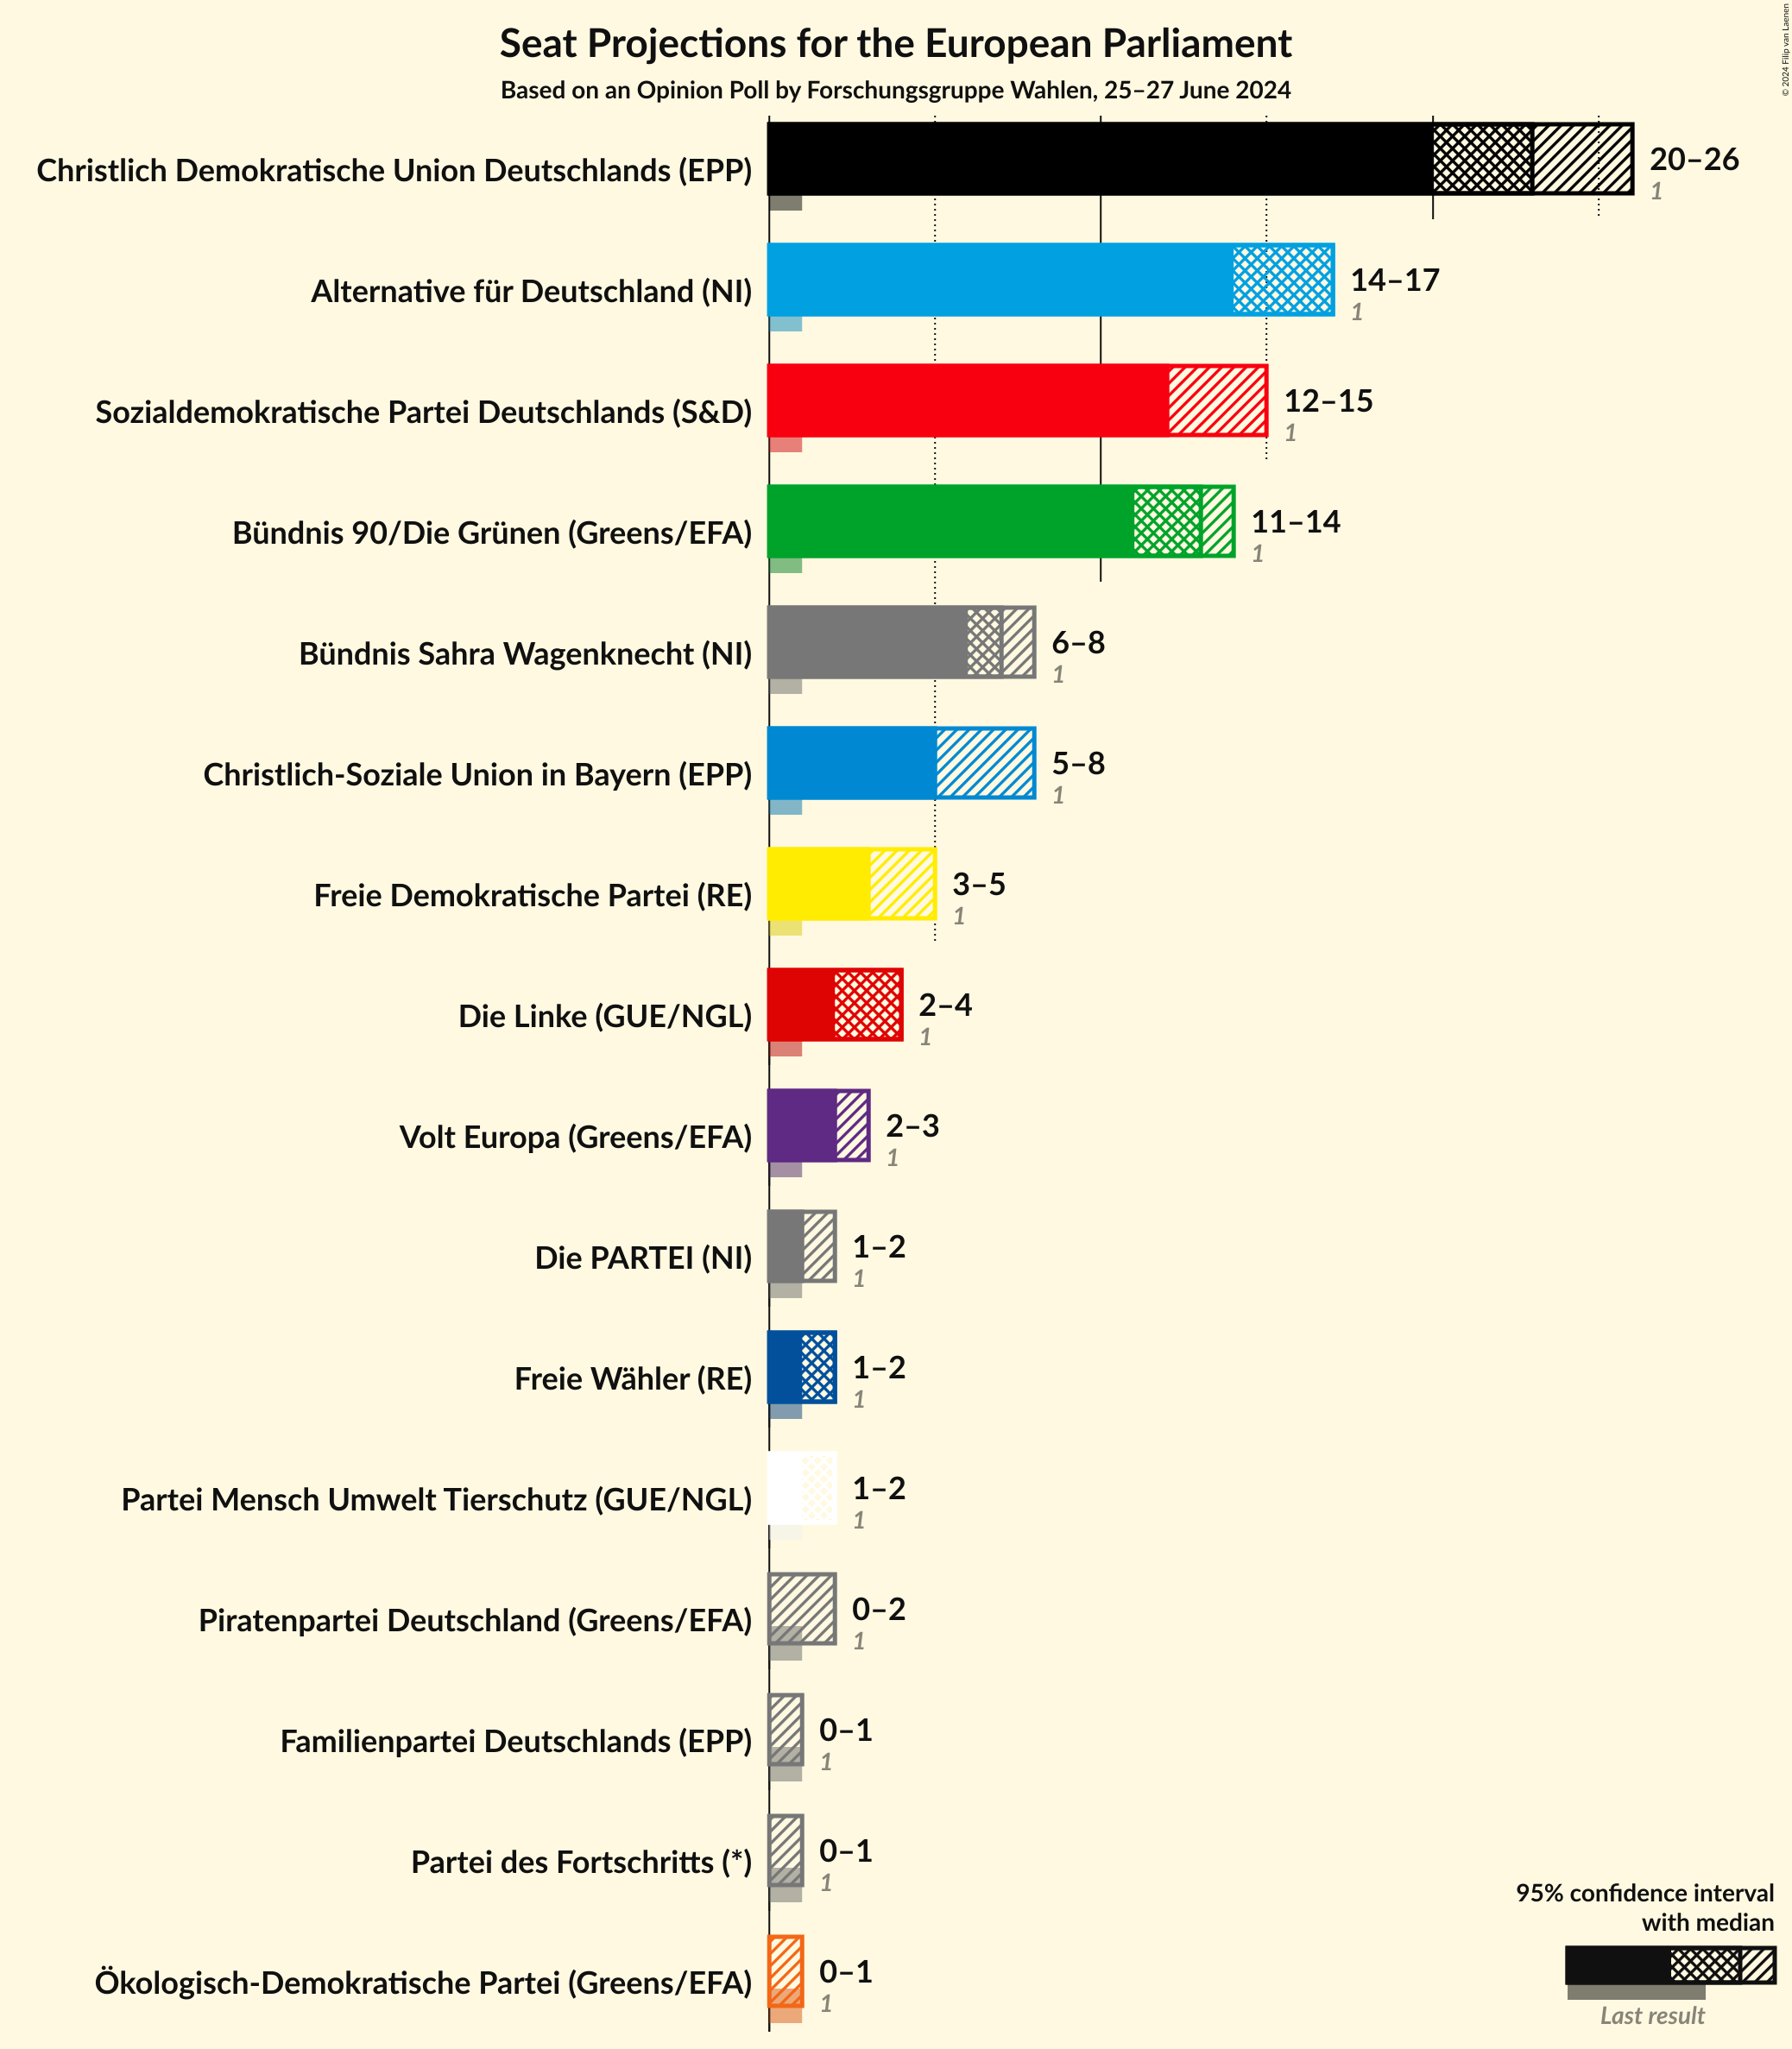 Seat Projections for the European Parliament
Based on an Opinion Poll by Forschungsgruppe Wahlen, 25–27 June 2024
© 2024 Filip van Laenen
Christlich Demokratische Union Deutschlands (EPP)
20–26
1
Alternative für Deutschland (NI)
14–17
1
Sozialdemokratische Partei Deutschlands (S&D)
12–15
1
Bündnis 90/Die Grünen (Greens/EFA)
11–14
1
Bündnis Sahra Wagenknecht (NI)
6–8
1
Christlich-Soziale Union in Bayern (EPP)
5–8
1
Freie Demokratische Partei (RE)
3–5
1
Die Linke (GUE/NGL)
2–4
1
Volt Europa (Greens/EFA)
2–3
1
Die PARTEI (NI)
1–2
1
Freie Wähler (RE)
1–2
1
Partei Mensch Umwelt Tierschutz (GUE/NGL)
1–2
1
Piratenpartei Deutschland (Greens/EFA)
0–2
1
Familienpartei Deutschlands (EPP)
0–1
1
Partei des Fortschritts (*)
0–1
1
Ökologisch-Demokratische Partei (Greens/EFA)
0–1
1
95% confidence interval
with median
Last result